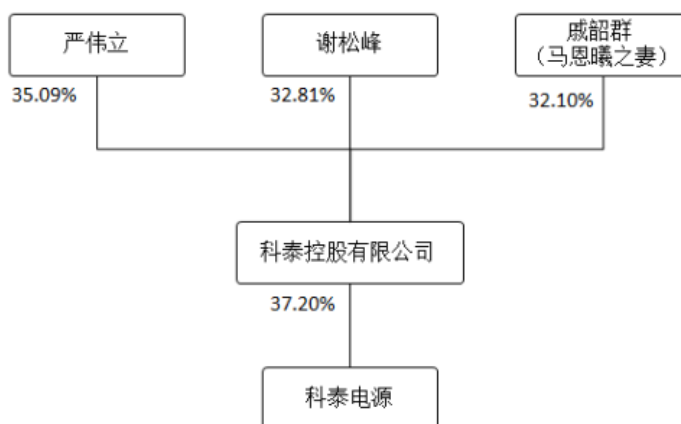 严伟立
谢松峰
戚韶群
（马恩曦之妻）
35.09%
32.81%
32.10%
科泰控股有限公司
37.20%
科泰电源